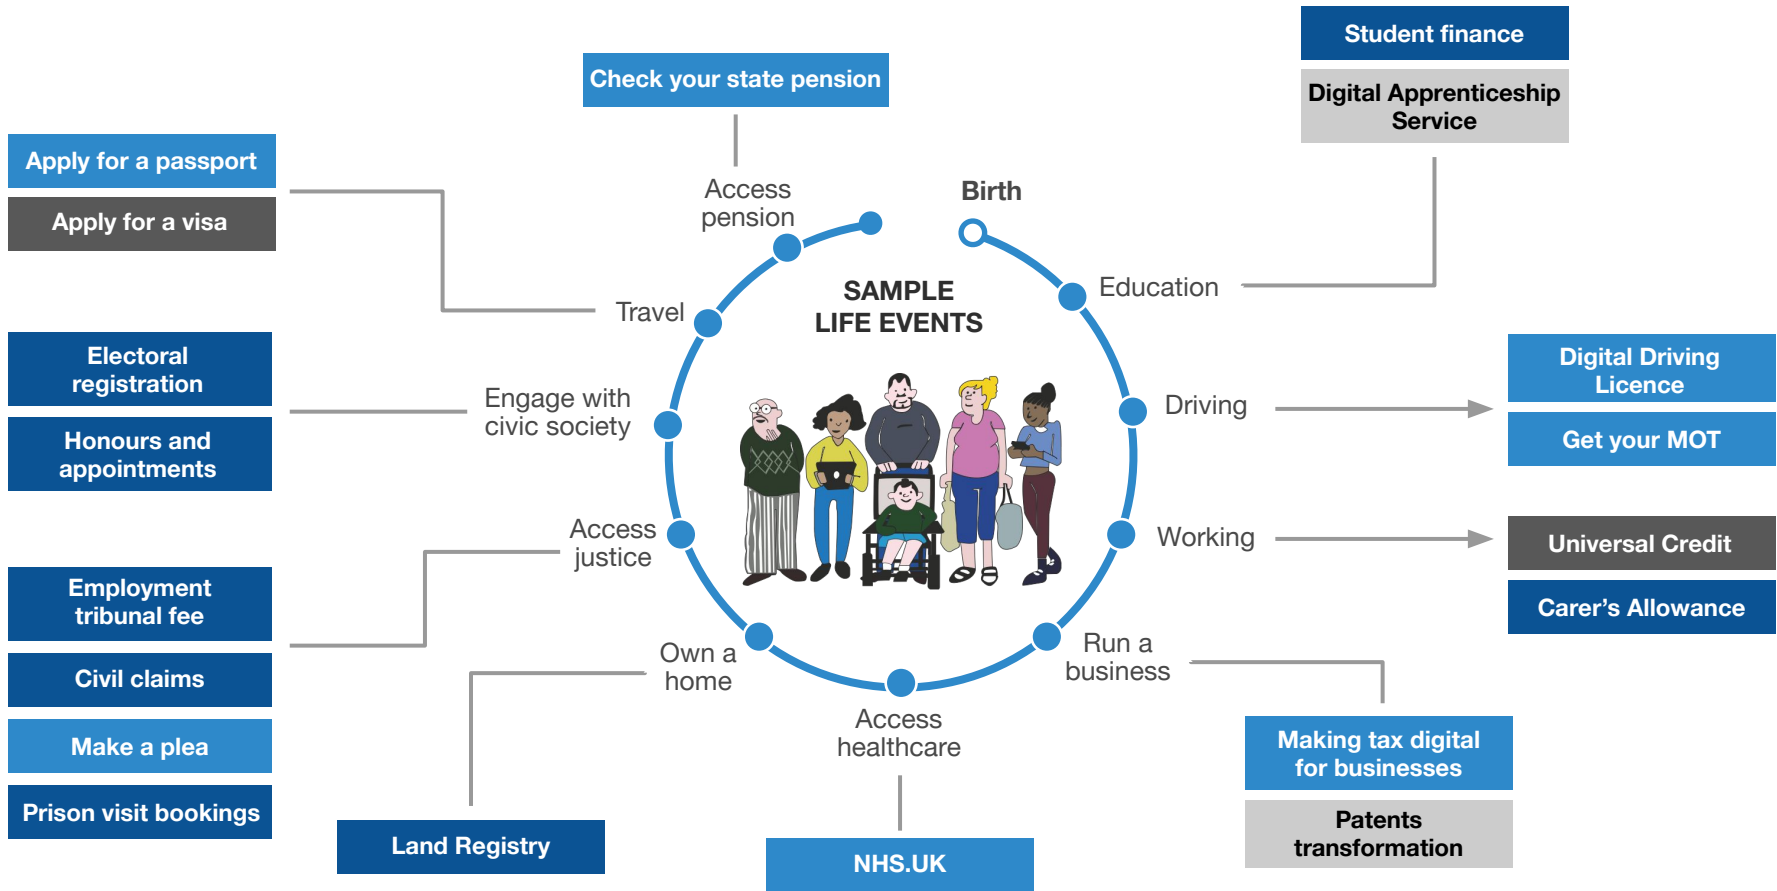 Student finance
Digital Apprenticeship
Service
Check your state pension
Apply for a passport
Apply for a visa
Access
pension
Birth
Education
SAMPLE
LIFE EVENTS
Travel
Electoral
registration
Honours and
appointments
Engage with
civic society
Driving
Digital Driving
Licence
Get your MOT
Access
justice
Working
Universal Credit
Carer's Allowance
Employment
tribunal fee
Civil claims
Make a plea
Prison visit bookings
Own a
home
Run a
business
Access
healthcare
Making tax digital
for businesses
Patents
transformation
Land Registry
NHS.UK